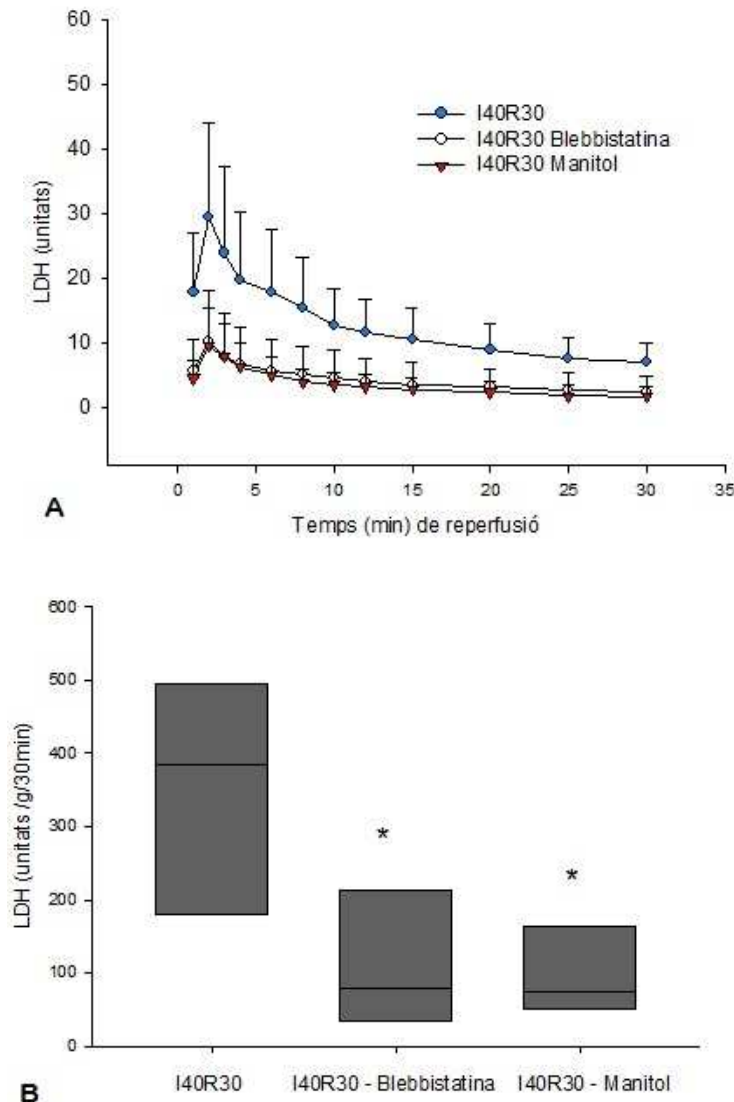 60
50
40
30
20
10
0
LDH (unitats)
I40R30
I40R30 Blebbistatina
I40R30 Manitol
0 5 10 15 20 25 30 35
A
Temps (min) de reperfusió
600
500
400
300
200
100
0
LDH (unitats /g/30min)
*
*
I40R30 I40R30 - Blebbistatina I40R30 - Manitol
B